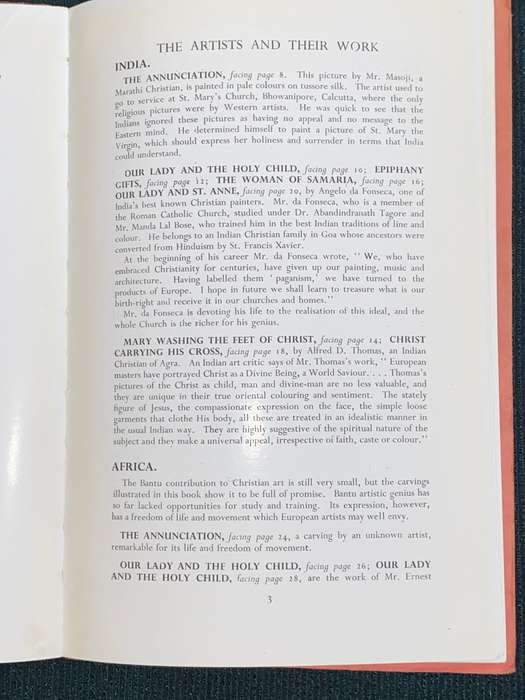 THE ARTISTS AND THEIR WORK
INDIA.
THE ANNUNCIATION, facing page 8. This picture by Mr. Masoji, a
Marathi Christian, is painted in pale colours on tussore silk. The artist used to
go to service at St. Mary's Church, Bhowanipore, Calcutta, where the only
religious pictures were by Western artists. He was quick to see that the
Indians ignored these pictures as having no appeal and no message to the
Eastern mind. He determined himself to paint a picture of St. Mary the
Virgin, which should express her holiness and surrender in terms that India
could understand.
OUR LADY AND THE HOLY CHILD, facing page 10; EPIPHANY
GIFTS, facing page 12; THE WOMAN OF SAMARIA, facing page 16;
OUR LADY AND ST. ANNE, facing page 20, by Angelo da Fonseca, one of
India's best known Christian painters. Mr. da Fonseca, who is a member of
the Roman Catholic Church, studied under Dr. Abandindranath Tagore and
Mr. Manda Lal Bose, who trained him in the best Indian traditions of line and
colour. He belongs to an Indian Christian family in Goa whose ancestors were
converted from Hinduism by St. Francis Xavier.
At the beginning of his career Mr. da Fonseca wrote, " We, who have
embraced Christianity for centuries, have given up our painting, music and
architecture. Having labelled them ' paganism,' we have turned to the
products of Europe. I hope in future we shall learn to treasure what is our
birth-right and receive it in our churches and homes."
Mr. da Fonseca is devoting his life to the realisation of this ideal, and the
whole Church is the richer for his genius.
MARY WASHING THE FEET OF CHRIST, facing page 14; CHRIST
CARRYING HIS CROSS, facing page 18, by Alfred D. Thomas, an Indian
Christian of Agra. An Indian art critic says of Mr. Thomas's work, " European
masters have portrayed Christ as a Divine Being, a World Saviour. . . . Thomas's
pictures of the Christ as child, man and divine-man are no less valuable, and
they are unique in their true oriental colouring and sentiment. The stately
figure of Jesus, the compassionate expression on the face, the simple loose
garments that clothe His body, all these are treated in an idealistic manner in
the usual Indian way. They are highly suggestive of the spiritual nature of the
subject and they make a universal appeal, irrespective of faith, caste or colour."
AFRICA.
The Bantu contribution to Christian art is still very small, but the carvings
illustrated in this book show it to be full of promise. Bantu artistic genius has
so far lacked opportunities for study and training. Its expression, however,
has a freedom of life and movement which European artists may well envy.
THE ANNUNCIATION, facing page 24, a carving by an unknown artist,
remarkable for its life and freedom of movement.
OUR LADY AND THE HOLY CHILD, facing page 26; OUR LADY
AND THE HOLY CHILD, facing page 28, are the work of Mr. Ernest
3